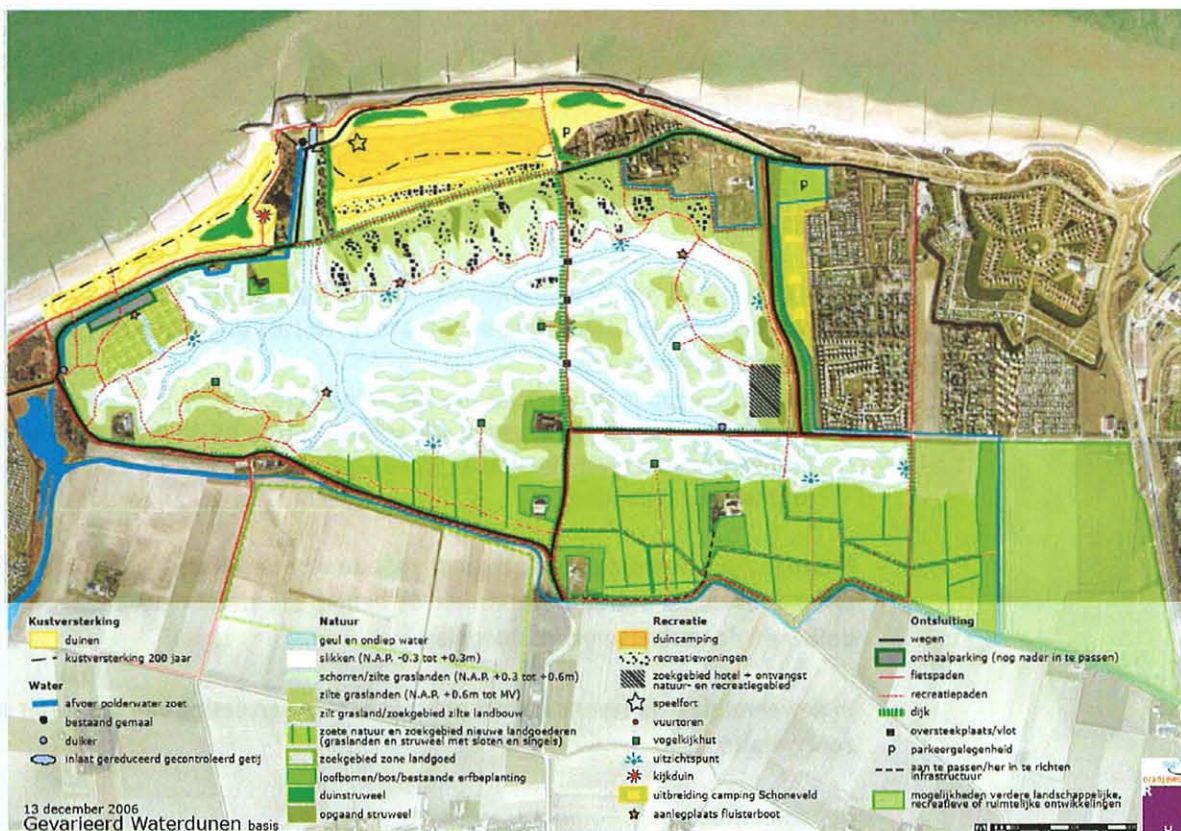 P
P
Kustversterking
duinen
kustversterking 200 jaar
Water
afvoer polderwater zoet
bestaand gemaal
duiker
inlaat gereduceerd gecontroleerd getij
13 december 2006
Gevarieerd Waterdunen basis
Natuur
geul en ondiep water
slikken (N.A.P. -0.3 tot +0.3m)
schorren/zilte graslanden (N.A.P. +0.3 tot +0.6m)
zilte graslanden (N.A.P. +0.6m tot MV)
zilt grasland/zoekgebied zilte landbouw
zoete natuur en zoekgebied nieuwe landgoederen
(graslanden en struweel met sloten en singels)
zoekgebied zone landgoed
loofbomen/bos/bestaande erfbeplanting
duinstruweel
opgaand struweel
Recreatie
duincamping
recreatiewoningen
zoekgebied hotel + ontvangst
natuur- en recreatiegebied
speelfort
vuurtoren
vogelkijkhut
uitzichtspunt
kijkduin
uitbreiding camping Schoneveld
aanlegplaats fluisterboot
Ontsluiting
wegen
onthaalparking (nog nader in te passen)
fietspaden
recreatiepaden
dijk
oversteekplaats/vlot
P parkeergelegenheid
aan te passen/her in te richten
infrastructuur
mogelijkheden verdere landschappelijke,
recreatieve of ruimtelijke ontwikkelingen